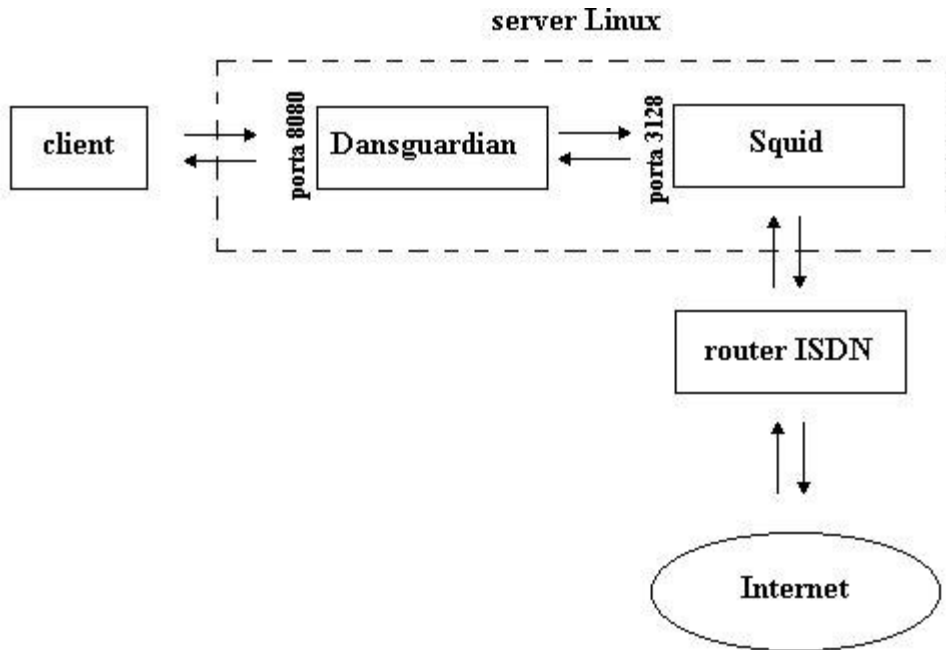 server Linux
client
porta 8080
Dansguardian
porta 3128
Squid
router ISDN
Internet